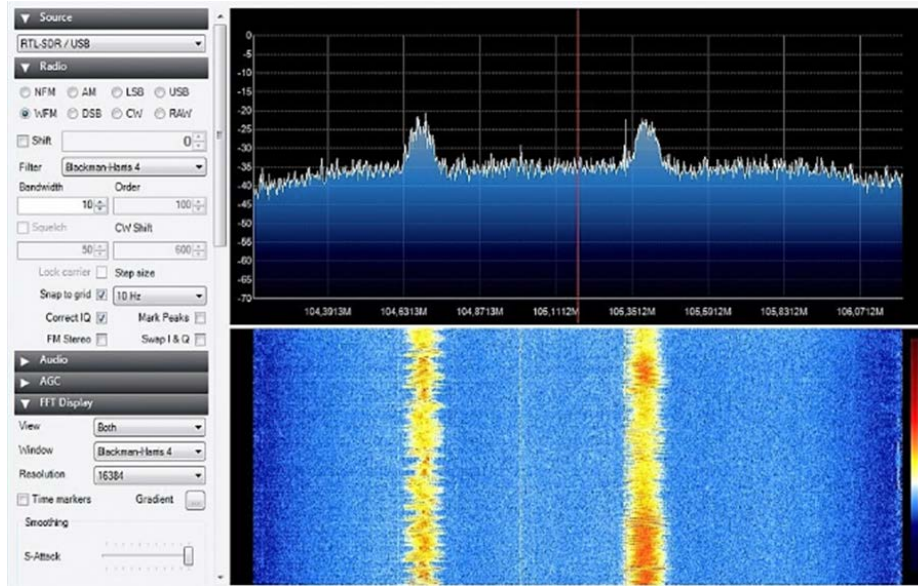 Source
RTL-SDR / USB
Radio
NFM AM LSB USB
WFM DSB CW RAW
Shift 0
Filter Blackman-Harris 4
Bandwidth Order
10 100
Squelch CW Shift
50 600
Lock carrier Step size
Snap to grid 10 Hz
Correct IQ Mark Peaks
FM Stereo Swap I & Q
Audio
AGC
FFT Display
View Both
Window Blackman-Harris 4
Resolution 16384
Time markers Gradient
Smoothing
S-Attack
0
-5
-10
-15
-20
-25
-30
-35
-40
-45
-50
-55
-60
-65
-70
104,3913M 104,6313M 104,8713M 105,1112M 105,3512M 105,5912M 105,8312M 106,0712M